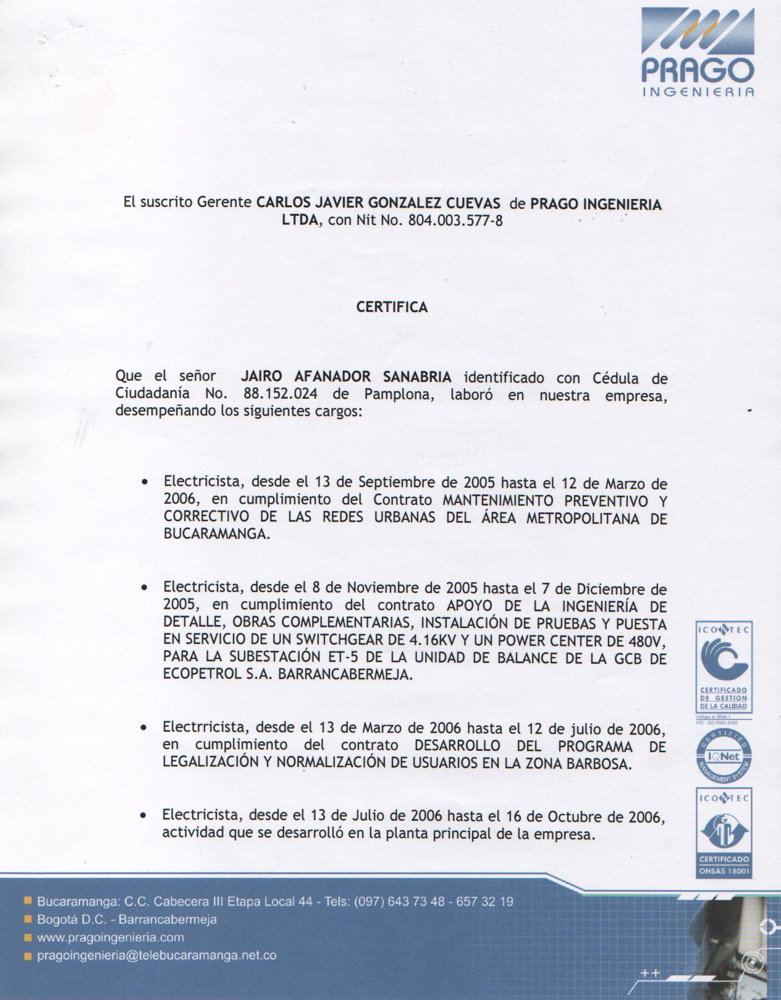 PRAGO
INGENIERIA
El suscrito Gerente CARLOS JAVIER GONZALEZ CUEVAS de PRAGO INGENIERIA
LTDA, con Nit No. 804.003.577-8
CERTIFICA
Que el señor JAIRO AFANADOR SANABRIA identificado con Cédula de
Ciudadanía No. 88.152.024 de Pamplona, laboró en nuestra empresa,
desempeñando los siguientes cargos:
• Electricista, desde el 13 de Septiembre de 2005 hasta el 12 de Marzo de
2006, en cumplimiento del Contrato MANTENIMIENTO PREVENTIVO Y
CORRECTIVO DE LAS REDES URBANAS DEL ÁREA METROPOLITANA DE
BUCARAMANGA.
• Electricista, desde el 8 de Noviembre de 2005 hasta el 7 de Diciembre de
2005, en cumplimiento del contrato APOYO DE LA INGENIERÍA DE
DETALLE, OBRAS COMPLEMENTARIAS, INSTALACIÓN DE PRUEBAS Y PUESTA
EN SERVICIO DE UN SWITCHGEAR DE 4.16KV Y UN POWER CENTER DE 480V,
PARA LA SUBESTACIÓN ET-5 DE LA UNIDAD DE BALANCE DE LA GCB DE
ECOPETROL S.A. BARRANCABERMEJA.
• Electrricista, desde el 13 de Marzo de 2006 hasta el 12 de julio de 2006,
en cumplimiento del contrato DESARROLLO DEL PROGRAMA DE
LEGALIZACIÓN Y NORMALIZACIÓN DE USUARIOS EN LA ZONA BARBOSA.
• Electricista, desde el 13 de Julio de 2006 hasta el 16 de Octubre de 2006,
actividad que se desarrolló en la planta principal de la empresa.
ICONTEC
CERTIFICADO
DE GESTION
DE LA CALIDAD
NTC - ISO 9001:2000
CERTIFIED
IQNet
MANAGEMENT SYSTEM
ICONTEC
CERTIFICADO
OHSAS 18001
Bucaramanga: C.C. Cabecera III Etapa Local 44 - Tels: (097) 643 73 48 - 657 32 19
Bogotá D.C. - Barrancabermeja
www.pragoingenieria.com
pragoingenieria@telebucaramanga.net.co
++